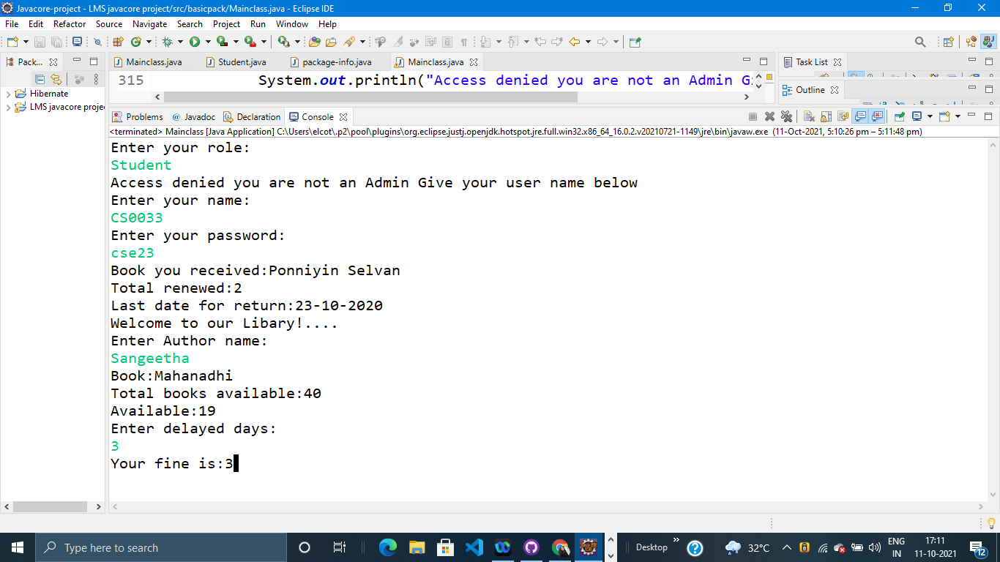 Javacore-project - LMS javacore project/src/basicpack/Mainclass.java - Eclipse IDE
File Edit Refactor Source Navigate Search Project Run Window Help
Pack...
Mainclass.java Student.java package-info.java Mainclass.java
Task List
315 System.out.println("Access denied you are not an Admin G
Outline
Hibernate
LMS javacore proje
Problems @ Javadoc Declaration Console
<terminated> Mainclass [Java Application] C:\Users\elcot\.p2\pool\plugins\org.eclipse.justj.openjdk.hotspot.jre.full.win32.x86_64_16.0.2.v20210721-1149\jre\bin\javaw.exe (11-Oct-2021, 5:10:26 pm – 5:11:48 pm)
Enter your role:
Student
Access denied you are not an Admin Give your user name below
Enter your name:
CS0033
Enter your password:
cse23
Book you received:Ponniyin Selvan
Total renewed:2
Last date for return:23-10-2020
Welcome to our Libary!....
Enter Author name:
Sangeetha
Book:Mahanadhi
Total books available:40
Available:19
Enter delayed days:
3
Your fine is:3
Type here to search
Desktop
32°C
ENG
IN
17:11
11-10-2021
12